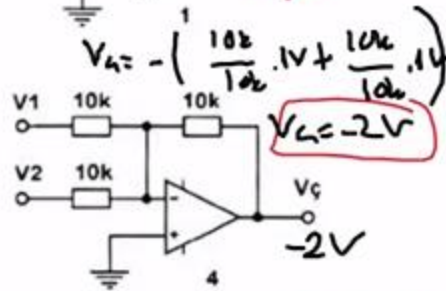 1
Vç = -( 10k/10k .1V + 10k/10k .1V )
V1 10k 10k Vç = -2V
V2 10k
-
+
Vç
-2V
4